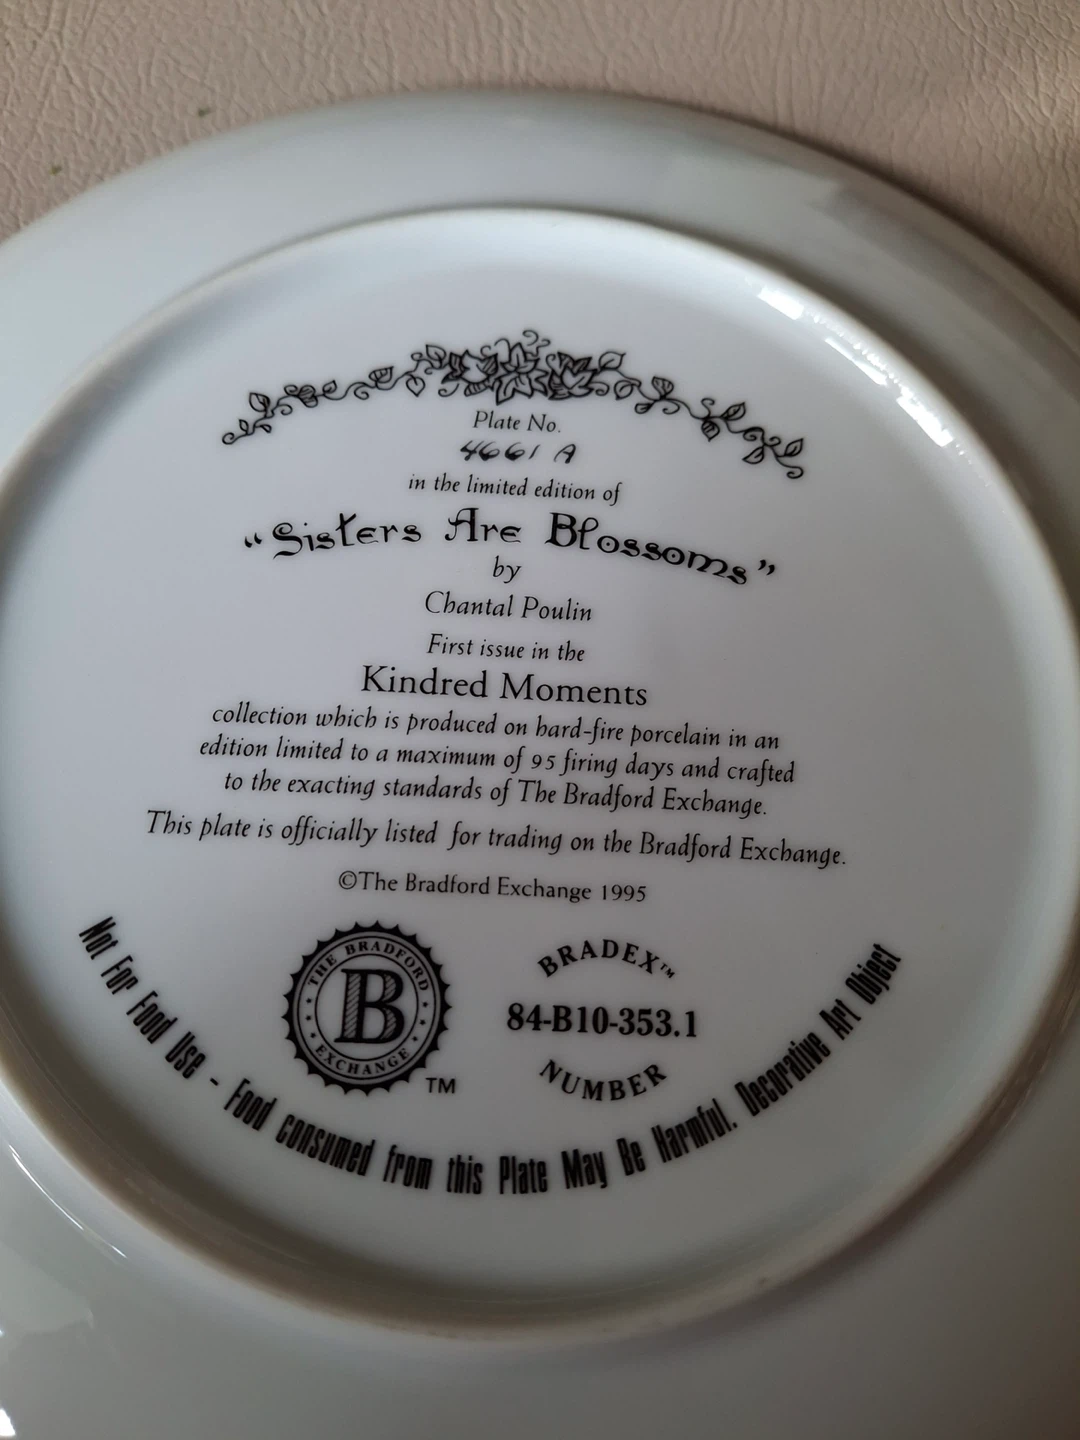 Plate No.
4661 A
in the limited edition of
"Sisters Are Blossoms"
by
Chantal Poulin
First issue in the
Kindred Moments
collection which is produced on hard-fire porcelain in an
edition limited to a maximum of 95 firing days and crafted
to the exacting standards of The Bradford Exchange.
This plate is officially listed for trading on the Bradford Exchange.
©The Bradford Exchange 1995
THE BRADFORD
B
EXCHANGE
TM
BRADEX™
84-B10-353.1
NUMBER
Not For Food Use - Food consumed from this Plate May Be Harmful. Decorative Art Object